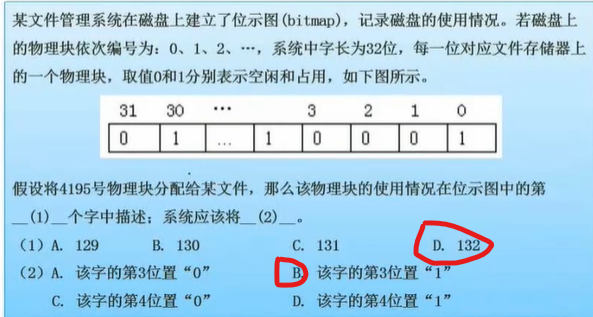 某文件管理系统在磁盘上建立了位示图(bitmap)，记录磁盘的使用情况。若磁盘上
的物理块依次编号为：0、1、2、…，系统中字长为32位，每一位对应文件存储器上
的一个物理块，取值0和1分别表示空闲和占用，如下图所示。
31 30 … 3 2 1 0
0 1 … 1 0 0 0 1
假设将4195号物理块分配给某文件，那么该物理块的使用情况在位示图中的第
__(1)__个字中描述；系统应该将__(2)__。
（1）A. 129 B. 130 C. 131 D. 132
（2）A. 该字的第3位置“0” B. 该字的第3位置“1”
C. 该字的第4位置“0” D. 该字的第4位置“1”